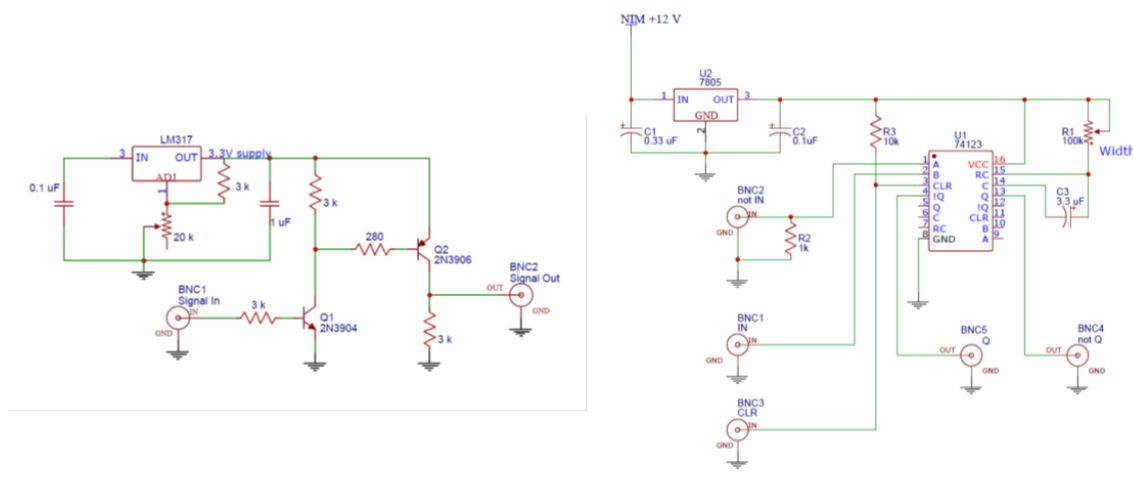 LM317
3 IN OUT 3.3V supply
ADJ
1
0.1 uF
3 k
20 k
1 uF
3 k
280
Q2
2N3906
BNC1
Signal In
IN
GND
3 k
Q1
2N3904
BNC2
Signal Out
OUT
GND
3 k
NIM +12 V
U2
7805
1 IN OUT 3
GND
2
C1
0.33 uF
C2
0.1uF
R3
10k
R1
100k
Width
U1
74123
1 A
2 B
3 CLR
4 !Q
5 Q
6 C
7 RC
8 GND
VCC 16
RC 15
C 14
Q 13
!Q 12
CLR 11
B 10
A 9
C3
3.3 uF
BNC2
not IN
IN
GND
R2
1k
BNC1
IN
IN
GND
BNC3
CLR
IN
GND
BNC5
Q
OUT
GND
BNC4
not Q
OUT
GND